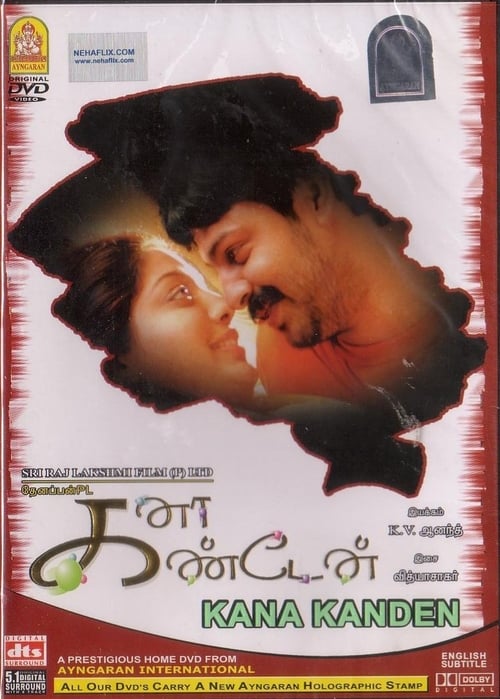 AYNGARAN
ORIGINAL
DVD
VIDEO
NEHAFLIX.COM
www.nehaflix.com
AYNGARAN
SRI RAJ LAKSHMI FILM (P) LTD
தேனப்பன்PL
கனா
கண்டேன்
இயக்கம்
K.V. ஆனந்த்
இசை
வித்யாசாகர்
KANA KANDEN
DIGITAL
dts
SURROUND
5.1 DIGITAL
SURROUND
A PRESTIGIOUS HOME DVD FROM
AYNGARAN INTERNATIONAL
ALL OUR DVD'S CARRY A NEW AYNGARAN HOLOGRAPHIC STAMP
ENGLISH
SUBTITLE
DOLBY
DIGITAL